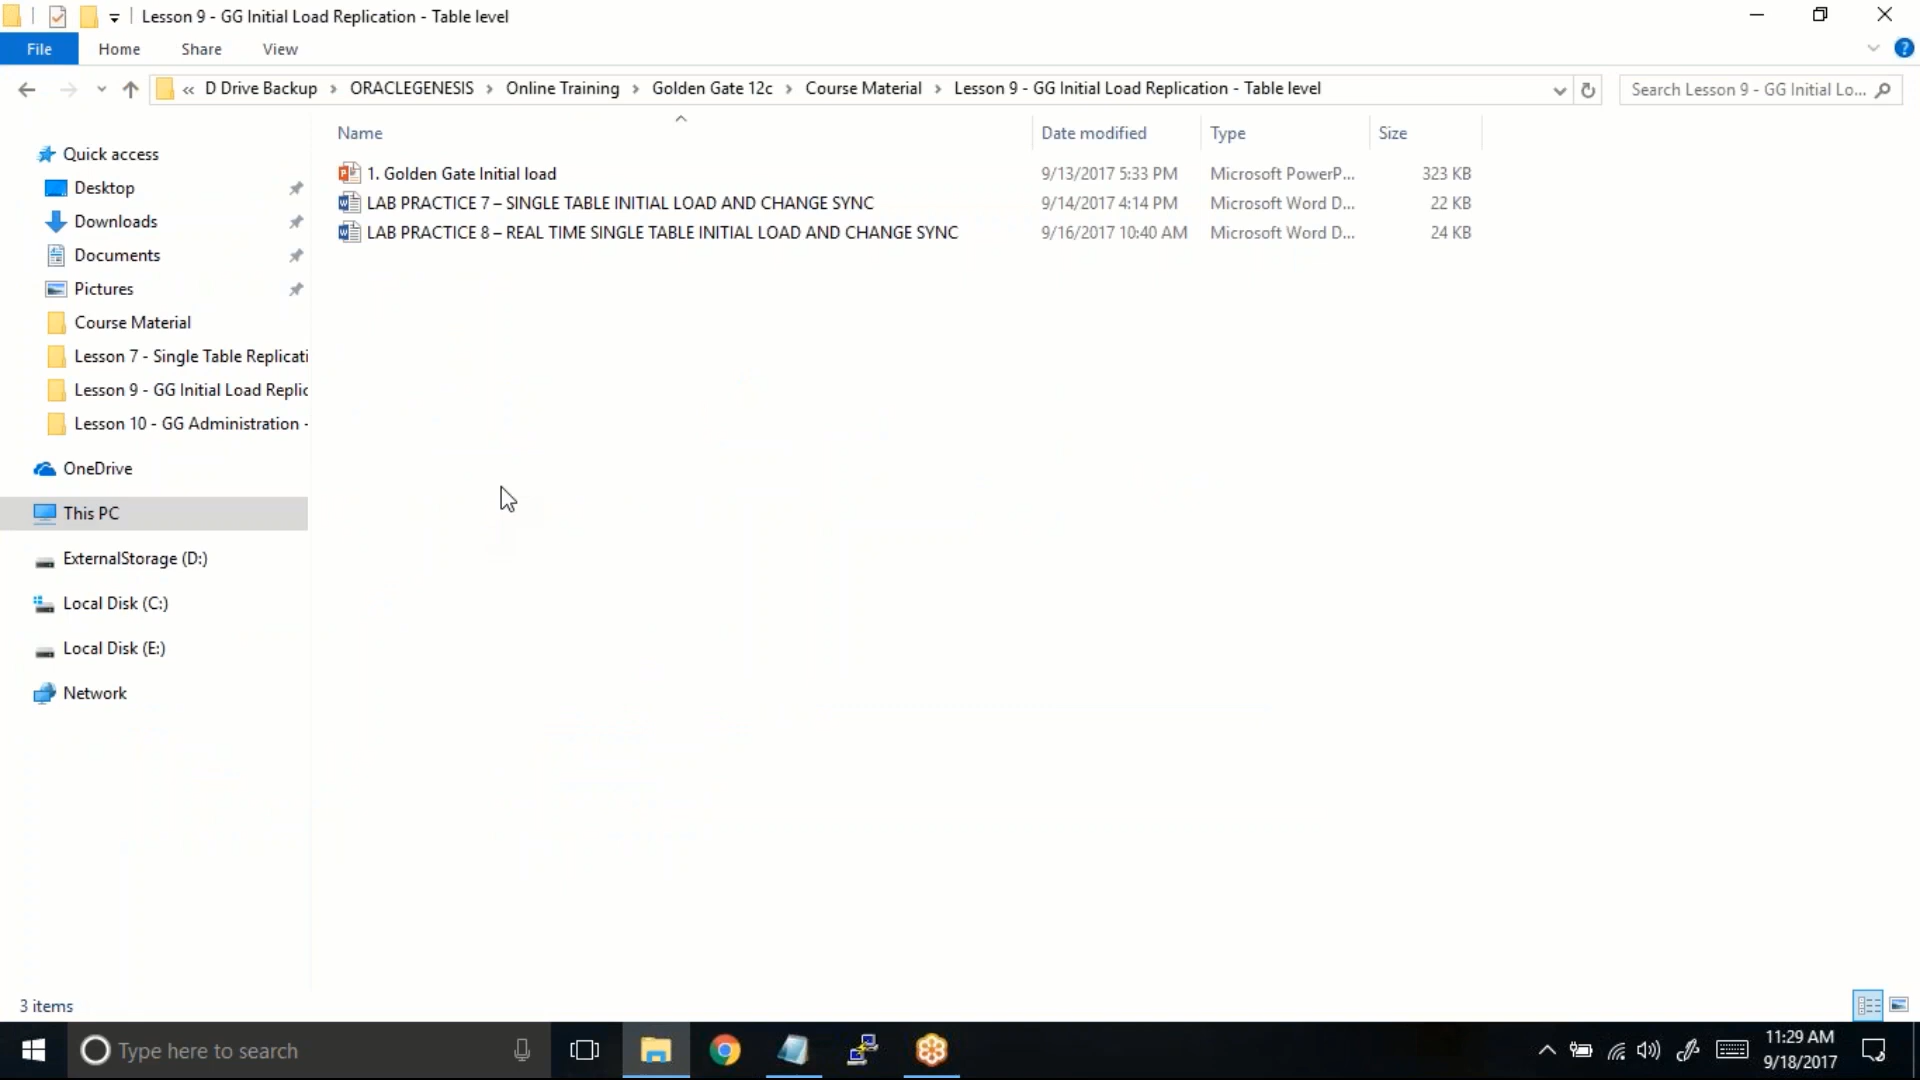 Lesson 9 - GG Initial Load Replication - Table level
File Home Share View
« D Drive Backup › ORACLEGENESIS › Online Training › Golden Gate 12c › Course Material › Lesson 9 - GG Initial Load Replication - Table level
Search Lesson 9 - GG Initial Lo...
Name Date modified Type Size
1. Golden Gate Initial load 9/13/2017 5:33 PM Microsoft PowerP... 323 KB
LAB PRACTICE 7 – SINGLE TABLE INITIAL LOAD AND CHANGE SYNC 9/14/2017 4:14 PM Microsoft Word D... 22 KB
LAB PRACTICE 8 – REAL TIME SINGLE TABLE INITIAL LOAD AND CHANGE SYNC 9/16/2017 10:40 AM Microsoft Word D... 24 KB
Quick access
Desktop
Downloads
Documents
Pictures
Course Material
Lesson 7 - Single Table Replicati
Lesson 9 - GG Initial Load Replic
Lesson 10 - GG Administration -
OneDrive
This PC
ExternalStorage (D:)
Local Disk (C:)
Local Disk (E:)
Network
3 items
Type here to search
11:29 AM
9/18/2017